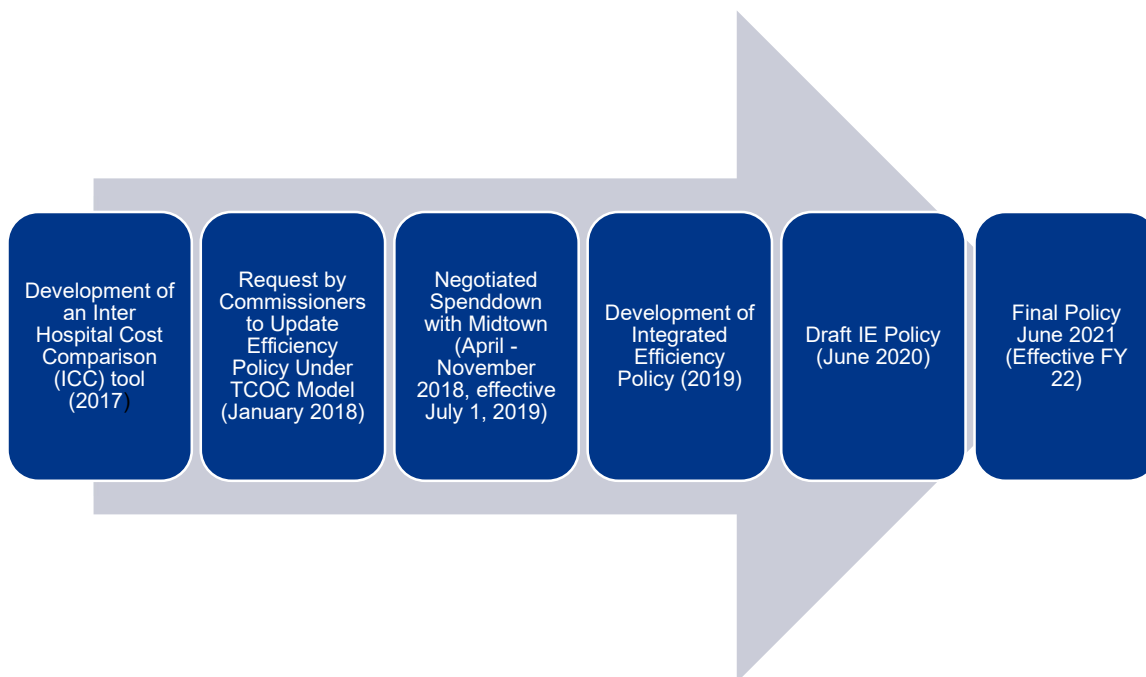 Development of
an Inter
Hospital Cost
Comparison
(ICC) tool
(2017)
Request by
Commissioners
to Update
Efficiency
Policy Under
TCOC Model
(January 2018)
Negotiated
Spenddown
with Midtown
(April -
November
2018, effective
July 1, 2019)
Development of
Integrated
Efficiency
Policy (2019)
Draft IE Policy
(June 2020)
Final Policy
June 2021
(Effective FY
22)